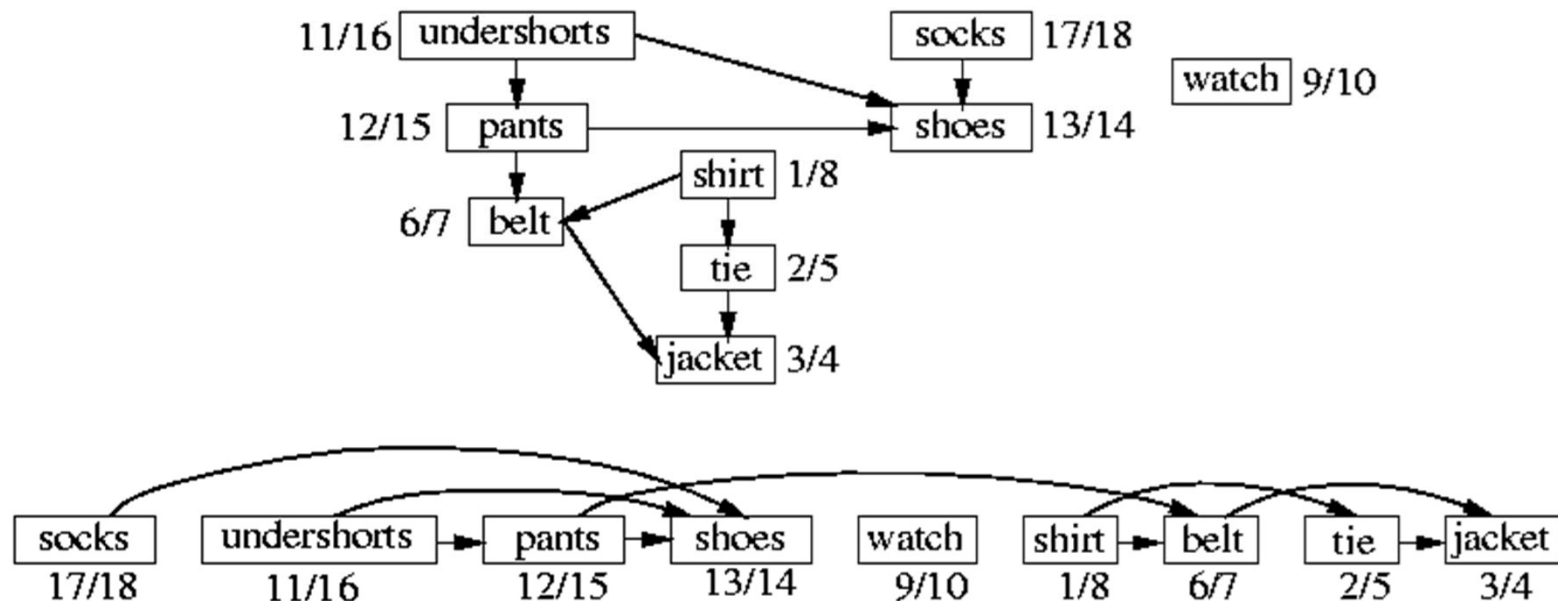 11/16 undershorts socks 17/18
watch 9/10
12/15 pants shoes 13/14
shirt 1/8
6/7 belt
tie 2/5
jacket 3/4
socks undershorts pants shoes watch shirt belt tie jacket
17/18 11/16 12/15 13/14 9/10 1/8 6/7 2/5 3/4